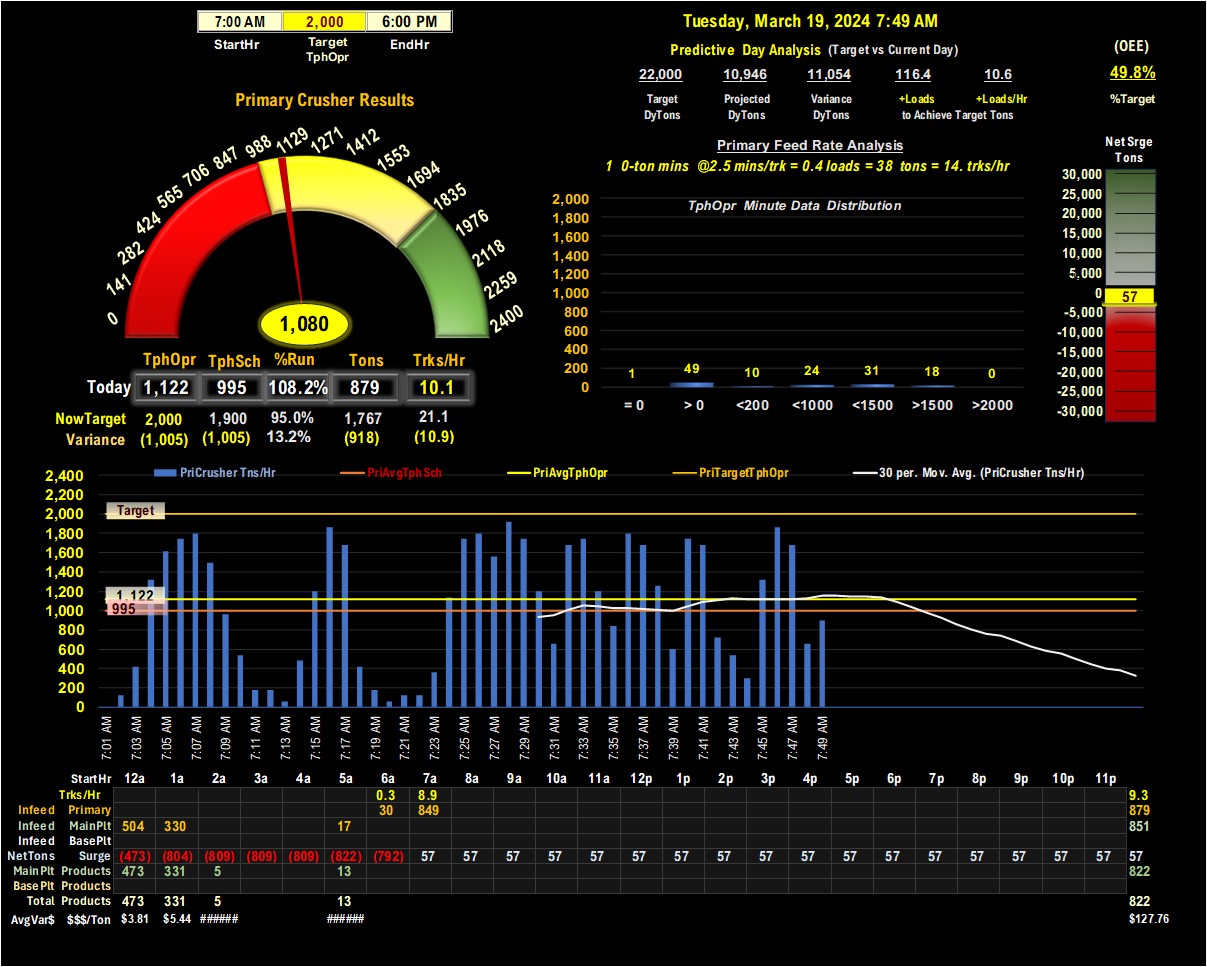 7:00 AM 2,000 6:00 PM
StartHr Target TphOpr EndHr
Tuesday, March 19, 2024 7:49 AM
Predictive Day Analysis (Target vs Current Day)
22,000 10,946 11,054 116.4 10.6
Target DyTons Projected DyTons Variance DyTons +Loads +Loads/Hr
to Achieve Target Tons
(OEE)
49.8%
%Target
Primary Crusher Results
0 141 282 424 565 706 847 988 1129 1271 1412 1553 1694 1835 1976 2118 2259 2400
1,080
TphOpr TphSch %Run Tons Trks/Hr
Today 1,122 995 108.2% 879 10.1
NowTarget 2,000 1,900 95.0% 1,767 21.1
Variance (1,005) (1,005) 13.2% (918) (10.9)
Primary Feed Rate Analysis
1 0-ton mins @2.5 mins/trk = 0.4 loads = 38 tons = 14. trks/hr
TphOpr Minute Data Distribution
2,000
1,800
1,600
1,400
1,200
1,000
800
600
400
200
0
1 49 10 24 31 18 0
= 0 > 0 <200 <1000 <1500 >1500 >2000
Net Srge
Tons
30,000
25,000
20,000
15,000
10,000
5,000
0
57
-5,000
-10,000
-15,000
-20,000
-25,000
-30,000
PriCrusher Tns/Hr PriAvgTphSch PriAvgTphOpr PriTargetTphOpr 30 per. Mov. Avg. (PriCrusher Tns/Hr)
2,400
2,200
2,000
1,800
1,600
1,400
1,200
1,000
800
600
400
200
0
Target
1,122
995
7:01 AM 7:03 AM 7:05 AM 7:07 AM 7:09 AM 7:11 AM 7:13 AM 7:15 AM 7:17 AM 7:19 AM 7:21 AM 7:23 AM 7:25 AM 7:27 AM 7:29 AM 7:31 AM 7:33 AM 7:35 AM 7:37 AM 7:39 AM 7:41 AM 7:43 AM 7:45 AM 7:47 AM 7:49 AM
StartHr 12a 1a 2a 3a 4a 5a 6a 7a 8a 9a 10a 11a 12p 1p 2p 3p 4p 5p 6p 7p 8p 9p 10p 11p
Trks/Hr 0.3 8.9 9.3
Infeed Primary 30 849 879
Infeed MainPlt 504 330 17 851
Infeed BasePlt
NetTons Surge (473) (804) (809) (809) (809) (822) (792) 57 57 57 57 57 57 57 57 57 57 57 57 57 57 57 57 57 57
MainPlt Products 473 331 5 13 822
BasePlt Products
Total Products 473 331 5 13 822
AvgVar$ $$$/Ton $3.81 $5.44 ###### ###### $127.76